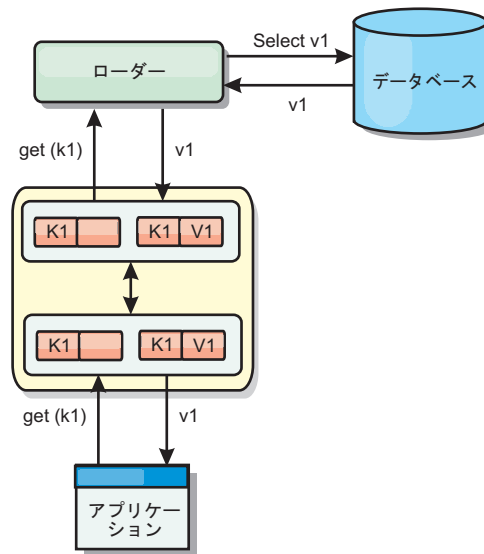 Select v1
ローダー
データベース
v1
get (k1)
v1
K1
K1 V1
K1
K1 V1
get (k1)
v1
アプリケー
ション